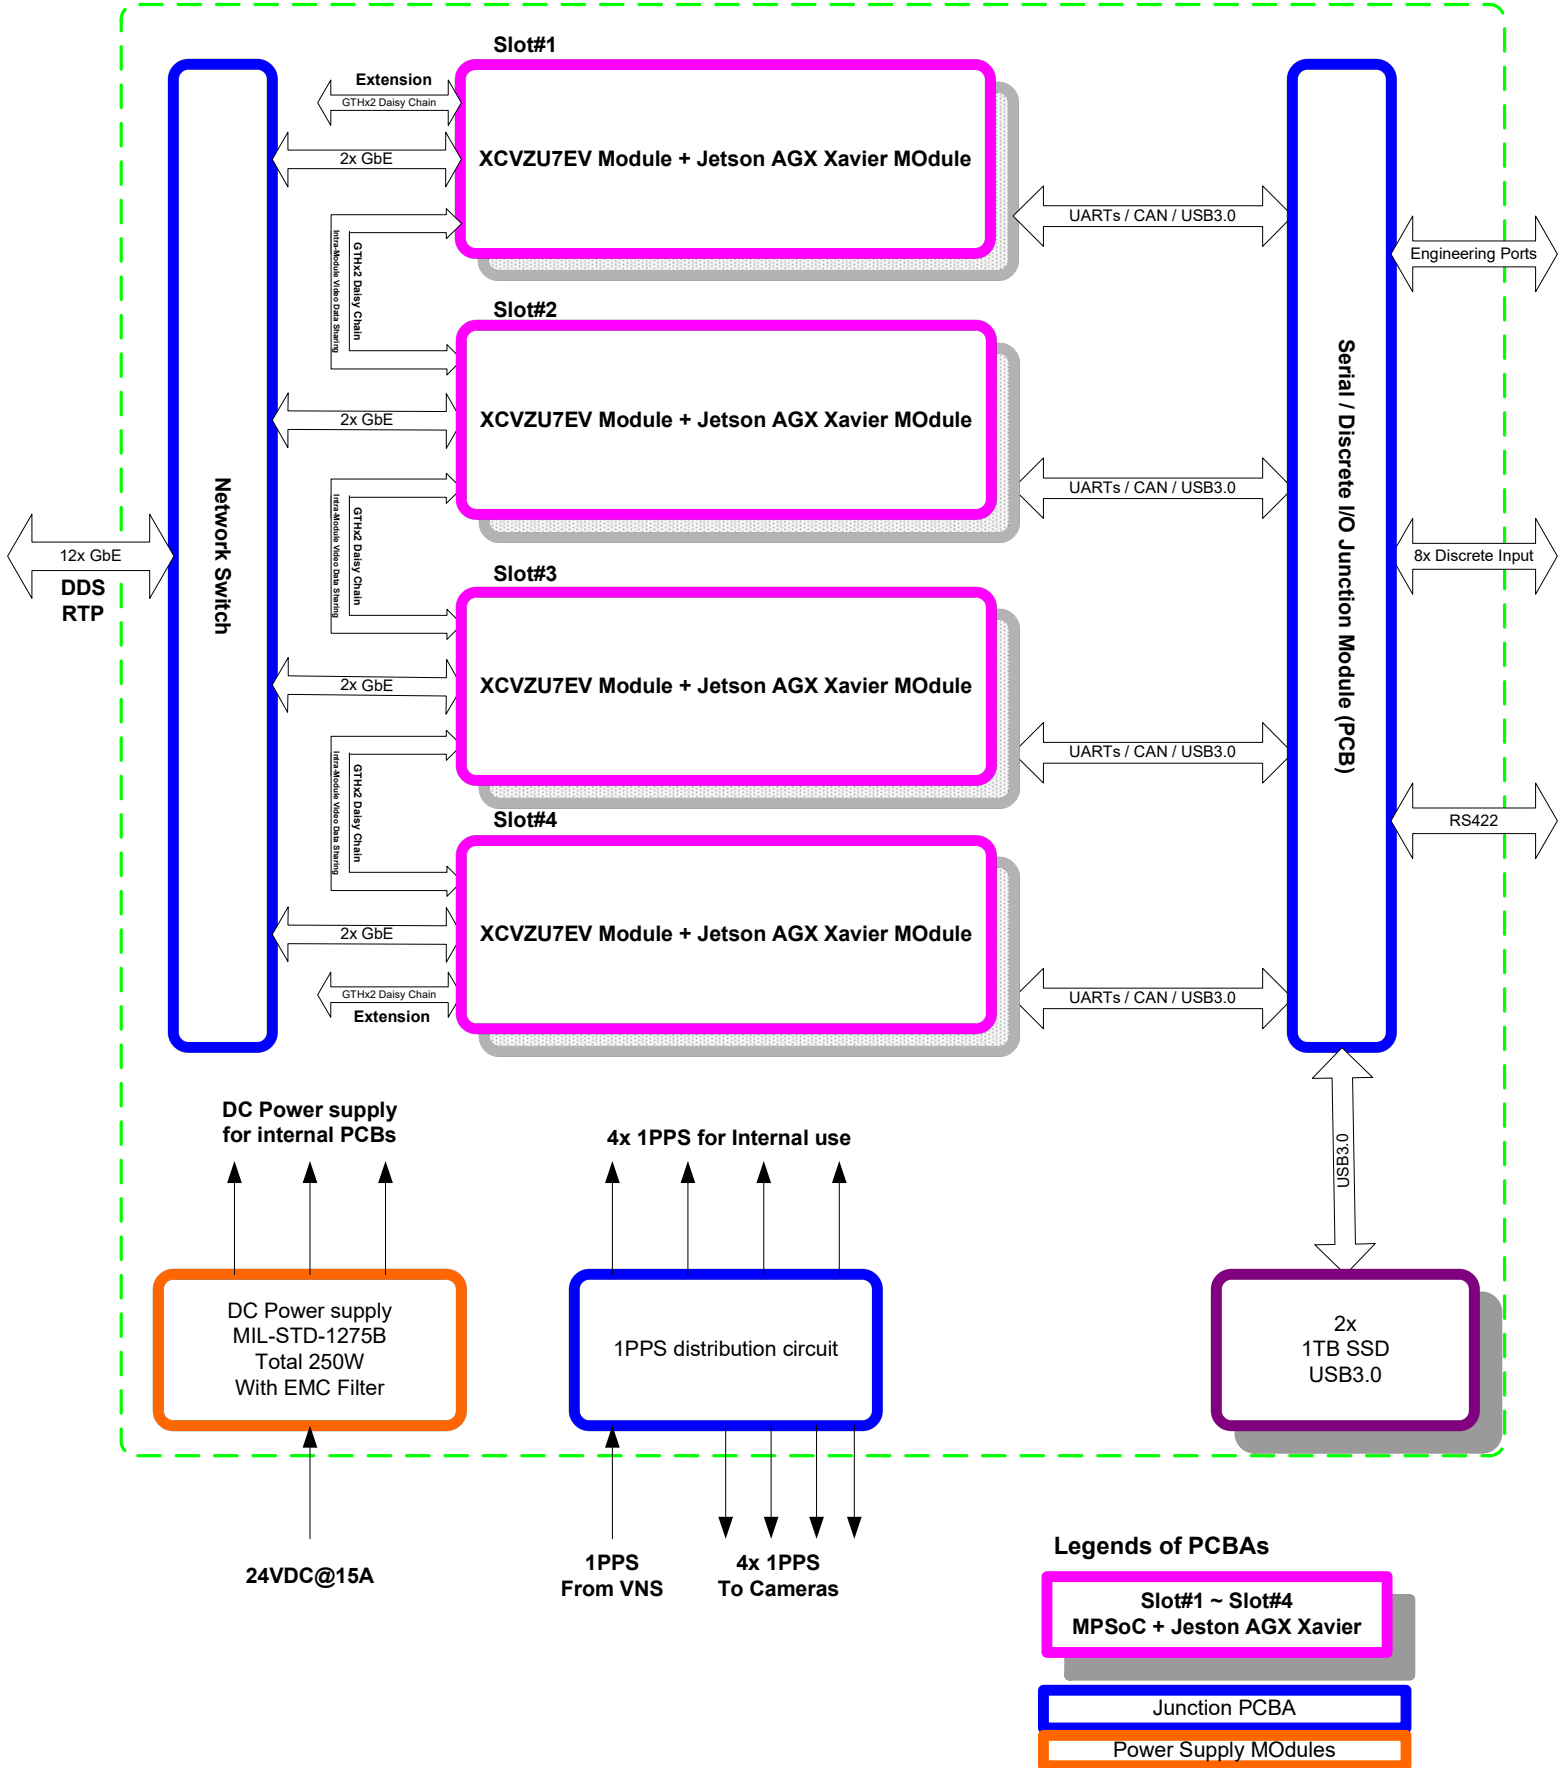 Slot#1
Extension
GTHx2 Daisy Chain
2x GbE
XCVZU7EV Module + Jetson AGX Xavier MOdule
UARTs / CAN / USB3.0
Engineering Ports
GTHx2 Daisy Chain
Intra-Module Video Data Sharing
Slot#2
2x GbE
XCVZU7EV Module + Jetson AGX Xavier MOdule
UARTs / CAN / USB3.0
Serial / Discrete I/O Junction Module (PCB)
Network Switch
12x GbE
DDS
RTP
GTHx2 Daisy Chain
Intra-Module Video Data Sharing
8x Discrete Input
Slot#3
2x GbE
XCVZU7EV Module + Jetson AGX Xavier MOdule
UARTs / CAN / USB3.0
GTHx2 Daisy Chain
Intra-Module Video Data Sharing
RS422
Slot#4
2x GbE
XCVZU7EV Module + Jetson AGX Xavier MOdule
GTHx2 Daisy Chain
Extension
UARTs / CAN / USB3.0
DC Power supply
for internal PCBs
4x 1PPS for Internal use
USB3.0
DC Power supply
MIL-STD-1275B
Total 250W
With EMC Filter
1PPS distribution circuit
2x
1TB SSD
USB3.0
24VDC@15A
1PPS
From VNS
4x 1PPS
To Cameras
Legends of PCBAs
Slot#1 ~ Slot#4
MPSoC + Jeston AGX Xavier
Junction PCBA
Power Supply MOdules